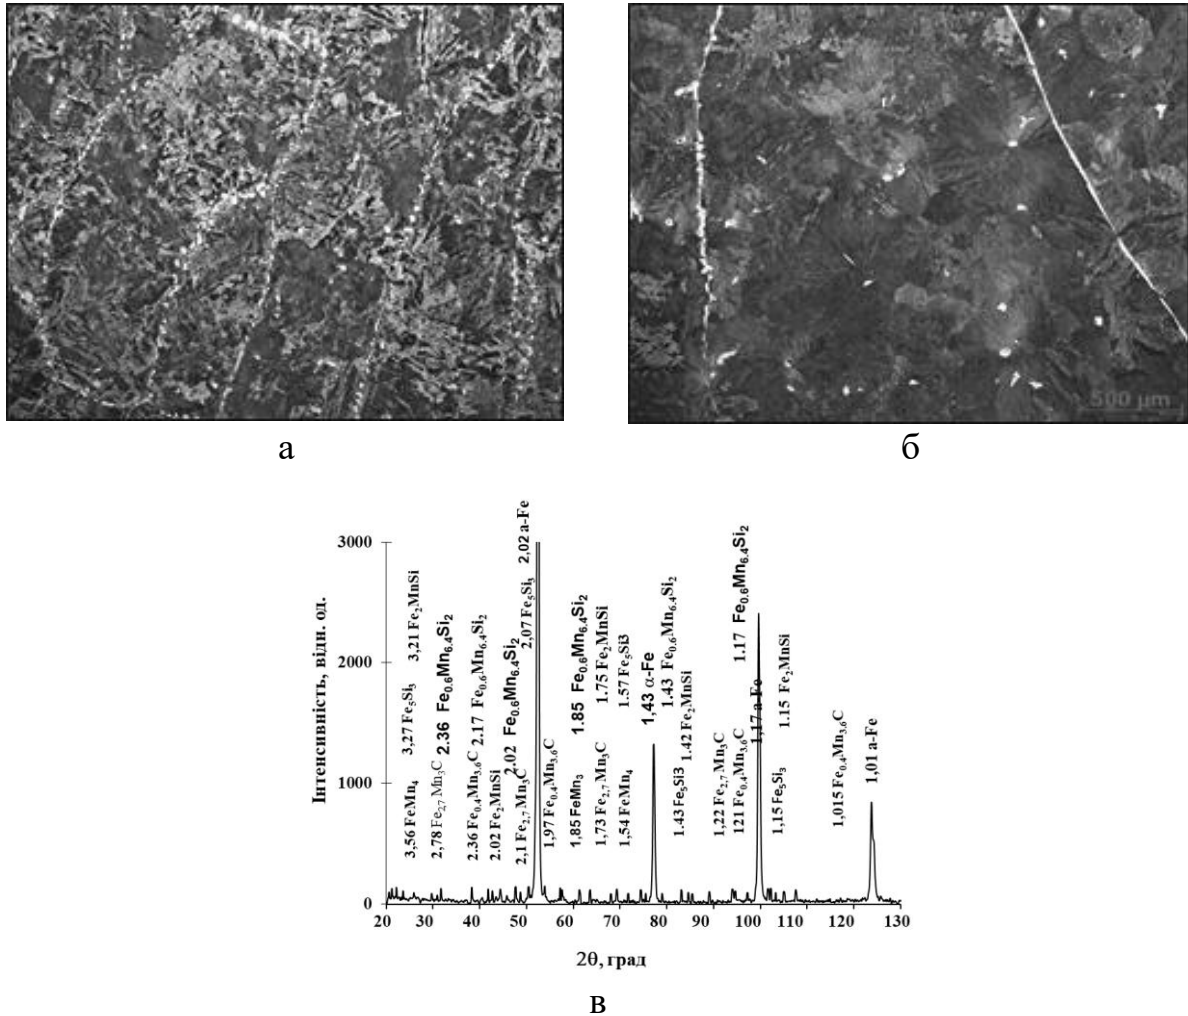 500 μm
а
б
3000
2000
1000
0
Інтенсивність, відн. од.
3,56 FeMn₄
3,27 Fe₅Si₃
3,21 Fe₂MnSi
2,78 Fe₂,₇ Mn₃C
2.36 Fe₀.₆Mn₆.₄Si₂
2.36 Fe₀.₄Mn₃.₆C
2.17 Fe₀.₆Mn₆.₄Si₂
2.02 Fe₂MnSi
2.02 Fe₀.₆Mn₆.₄Si₂
2,1 Fe₂,₇ Mn₃C
2,07 Fe₅Si₃
2,02 a-Fe
1,97 Fe₀.₄Mn₃.₆C
1,85 FeMn₃
1.85 Fe₀.₆Mn₆.₄Si₂
1,73 Fe₂,₇ Mn₃C
1.75 Fe₂MnSi
1,54 FeMn₄
1.57 Fe₅Si3
1,43 α-Fe
1.43 Fe₀.₆Mn₆.₄Si₂
1.43 Fe₅Si3
1.42 Fe₂MnSi
1,22 Fe₂,₇ Mn₃C
121 Fe₀.₄Mn₃.₆C
1.17 Fe₀.₆Mn₆.₄Si₂
1,17 a-Fe
1,15 Fe₅Si₃
1.15 Fe₂MnSi
1,015 Fe₀.₄Mn₃.₆C
1,01 a-Fe
20 30 40 50 60 70 80 90 100 110 120 130
2θ, град
в